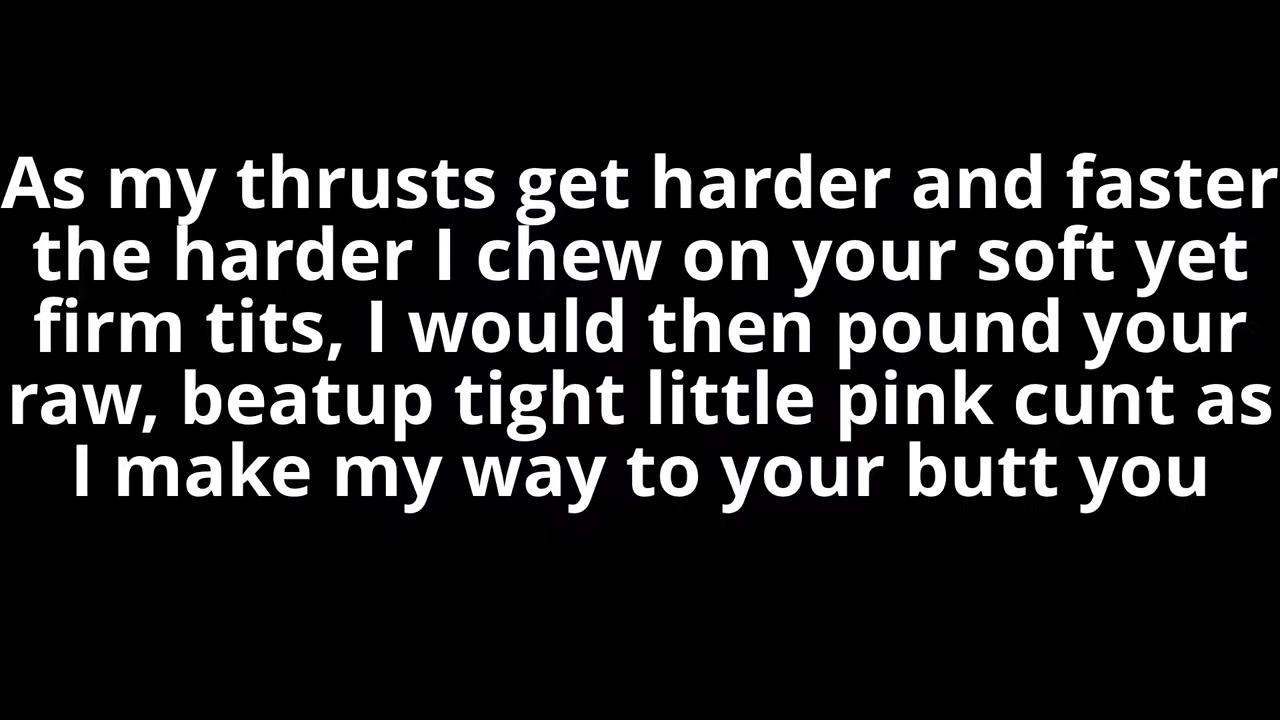 As my thrusts get harder and faster
the harder I chew on your soft yet
firm tits, I would then pound your
raw, beatup tight little pink cunt as
I make my way to your butt you